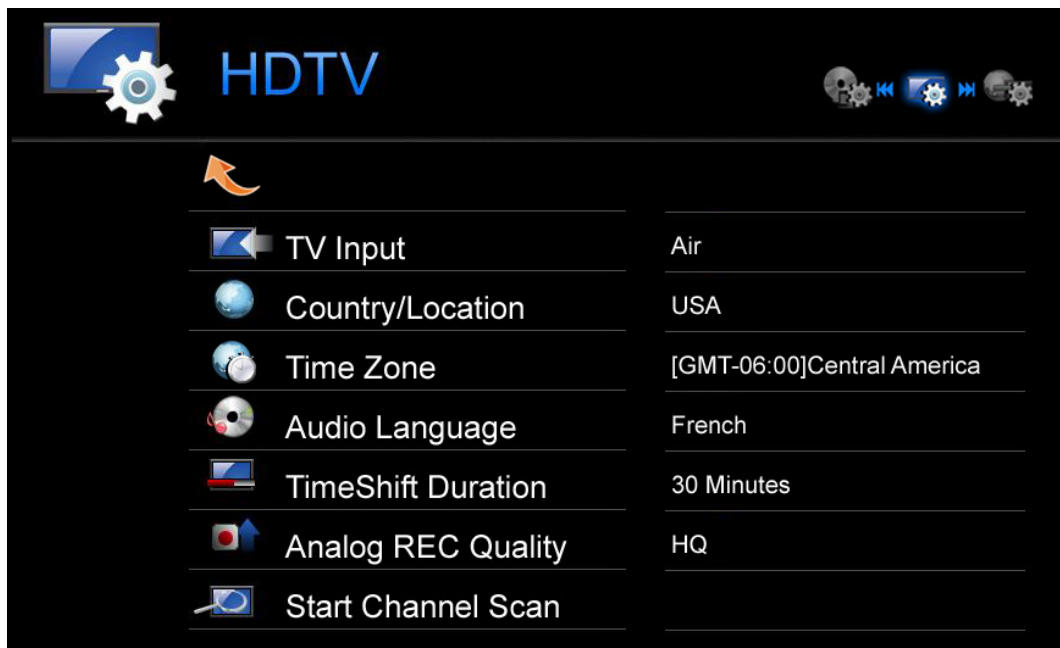 HDTV
TV Input Air
Country/Location USA
Time Zone [GMT-06:00]Central America
Audio Language French
TimeShift Duration 30 Minutes
Analog REC Quality HQ
Start Channel Scan